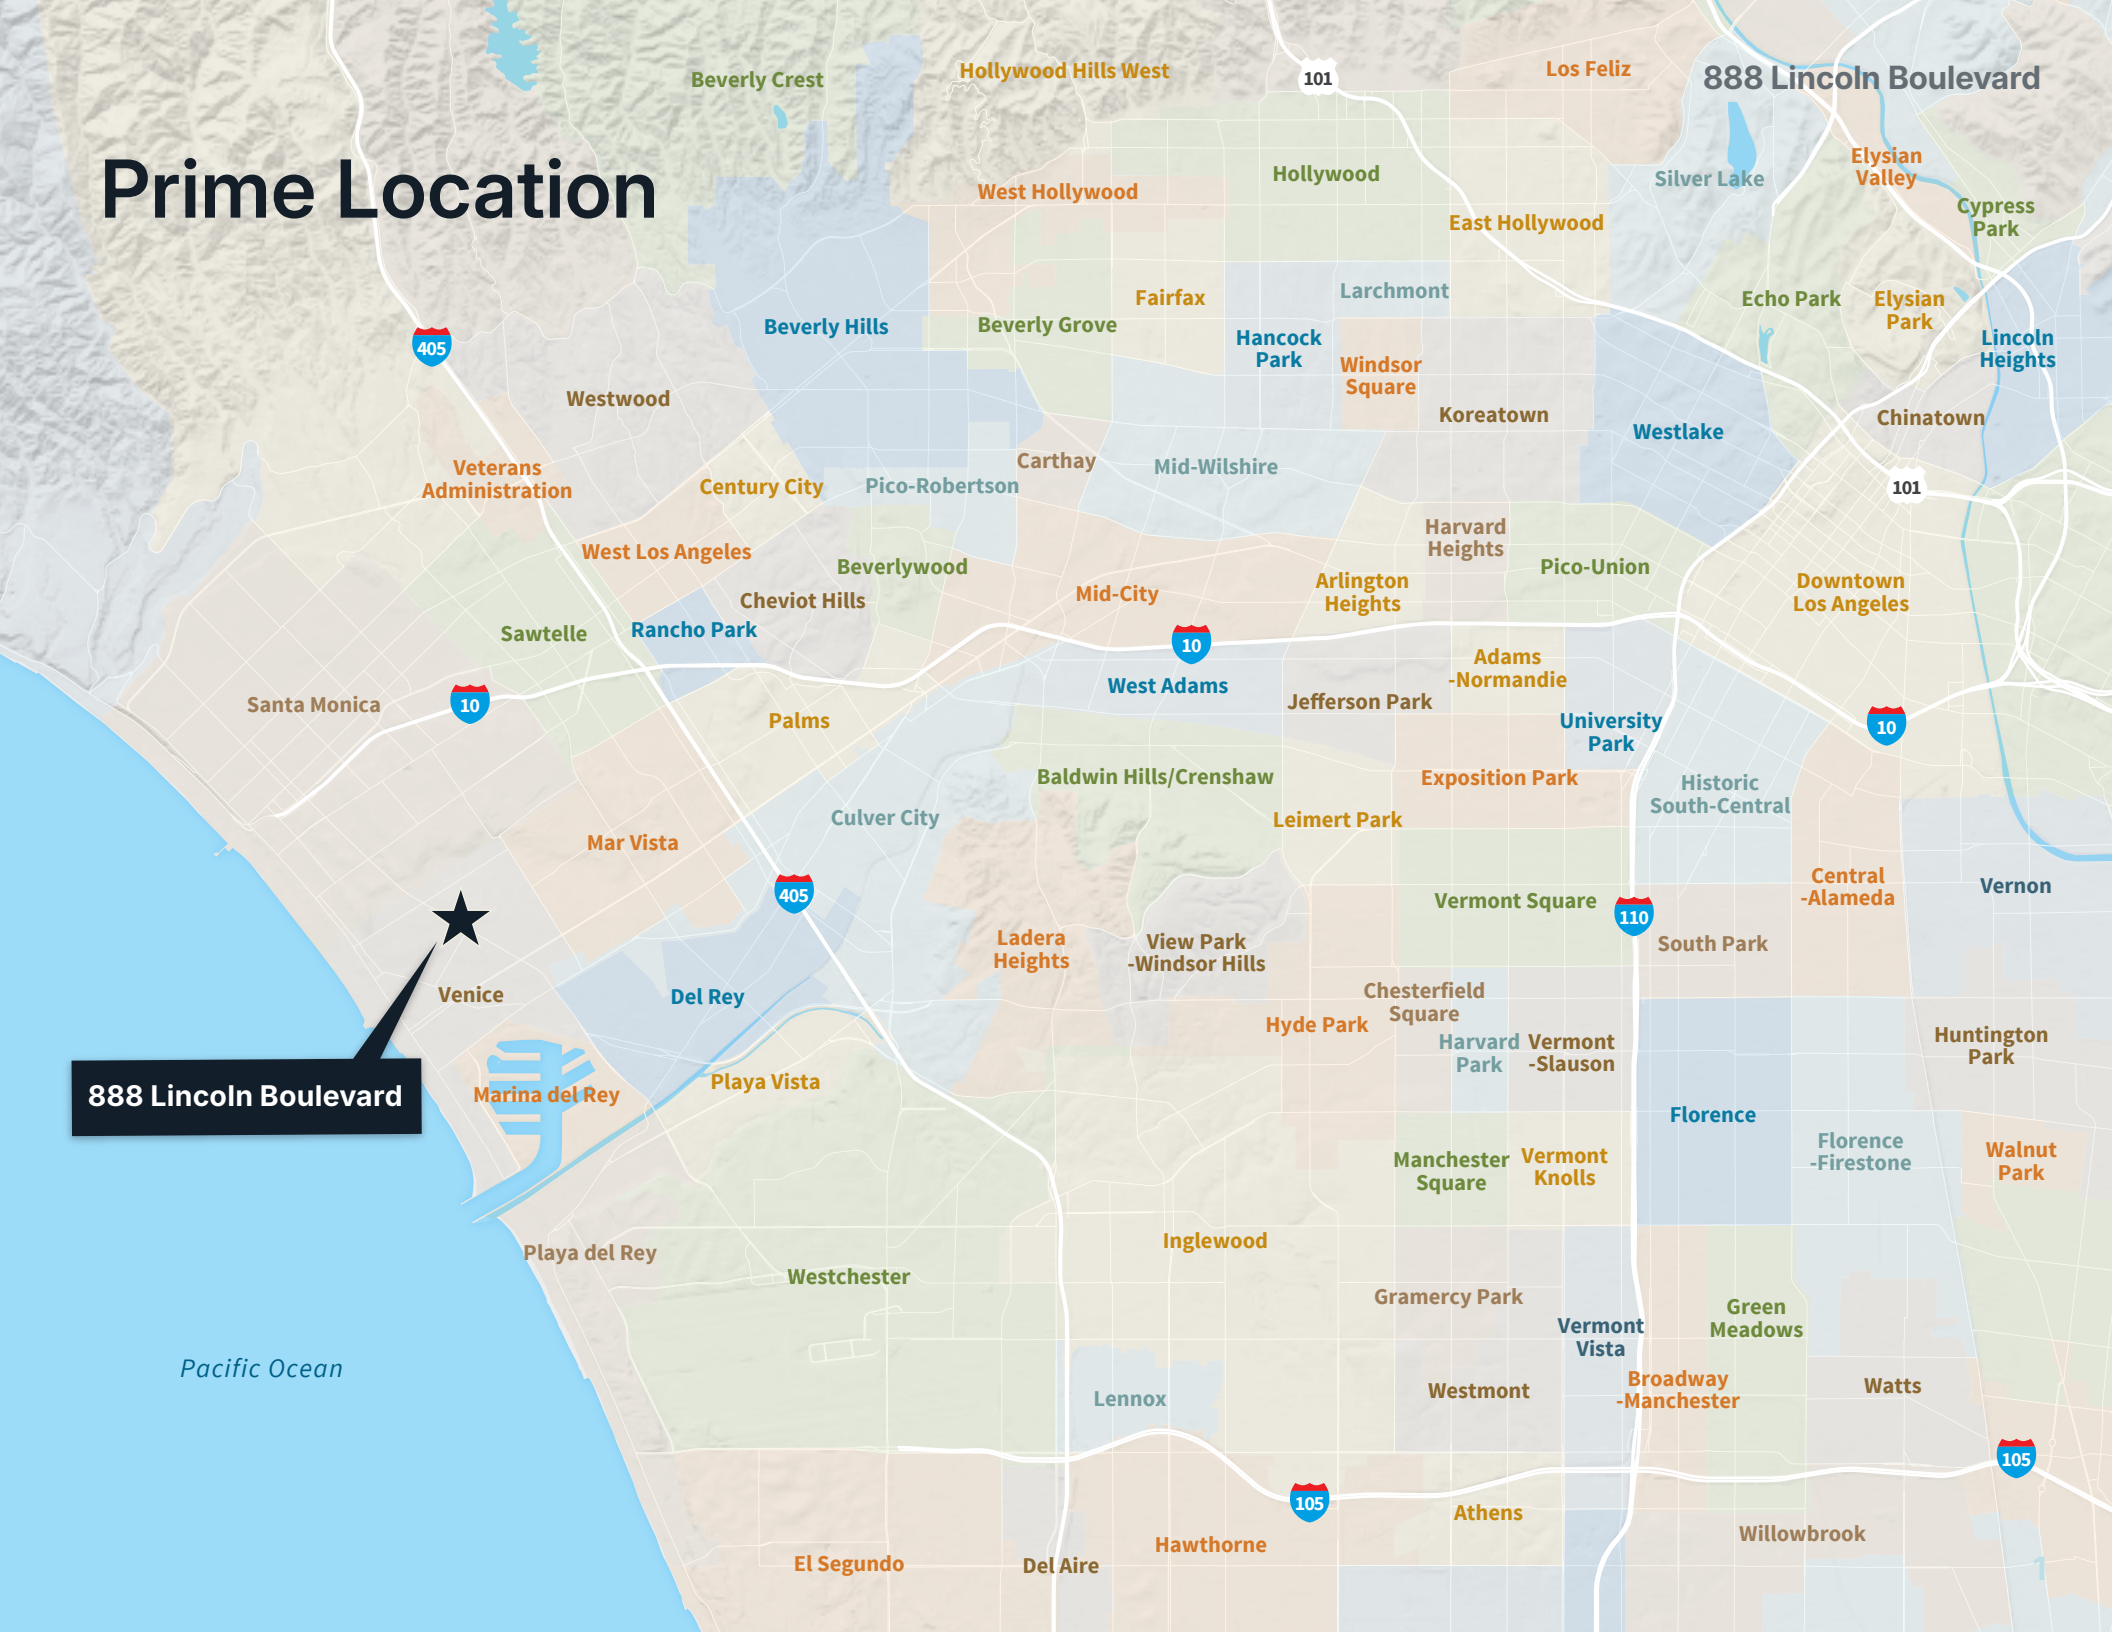 Beverly Crest
Hollywood Hills West
101
Los Feliz
888 Lincoln Boulevard
Prime Location
West Hollywood
Hollywood
East Hollywood
Silver Lake
Elysian
Valley
Cypress
Park
405
Beverly Hills
Beverly Grove
Fairfax
Hancock
Park
Larchmont
Windsor
Square
Echo Park
Elysian
Park
Lincoln
Heights
Westwood
Koreatown
Westlake
Chinatown
Veterans
Administration
Century City
Pico-Robertson
Carthay
Mid-Wilshire
101
West Los Angeles
Cheviot Hills
Beverlywood
Mid-City
Arlington
Heights
Harvard
Heights
Pico-Union
Downtown
Los Angeles
Sawtelle
Rancho Park
10
Santa Monica
10
Palms
West Adams
Jefferson Park
Adams
-Normandie
University
Park
10
Baldwin Hills/Crenshaw
Exposition Park
Historic
South-Central
Mar Vista
Culver City
Leimert Park
405
Vermont Square
110
Central
-Alameda
Vernon
Ladera
Heights
View Park
-Windsor Hills
South Park
Venice
Del Rey
Chesterfield
Square
Hyde Park
Harvard
Park
Vermont
-Slauson
Huntington
Park
888 Lincoln Boulevard
Marina del Rey
Playa Vista
Florence
Manchester
Square
Vermont
Knolls
Florence
-Firestone
Walnut
Park
Playa del Rey
Westchester
Inglewood
Gramercy Park
Vermont
Vista
Green
Meadows
Pacific Ocean
Lennox
Westmont
Broadway
-Manchester
Watts
105
105
Athens
El Segundo
Del Aire
Hawthorne
Willowbrook
1